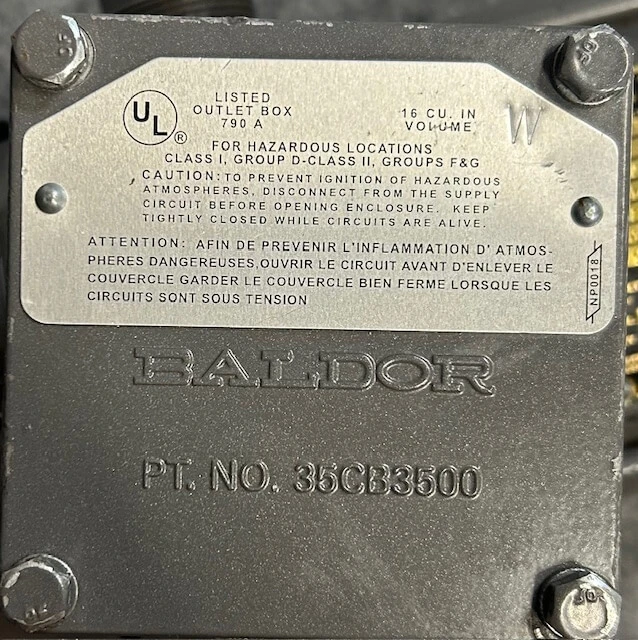 UL
®
LISTED
OUTLET BOX
790 A
16 CU. IN
VOLUME
W
FOR HAZARDOUS LOCATIONS
CLASS I, GROUP D-CLASS II, GROUPS F&G
CAUTION: TO PREVENT IGNITION OF HAZARDOUS
ATMOSPHERES, DISCONNECT FROM THE SUPPLY
CIRCUIT BEFORE OPENING ENCLOSURE. KEEP
TIGHTLY CLOSED WHILE CIRCUITS ARE ALIVE.
ATTENTION: AFIN DE PREVENIR L'INFLAMMATION D' ATMOS-
PHERES DANGEREUSES,OUVRIR LE CIRCUIT AVANT D'ENLEVER LE
COUVERCLE GARDER LE COUVERCLE BIEN FERME LORSQUE LES
CIRCUITS SONT SOUS TENSION
NP0018
BALDOR
PT. NO. 35CB3500